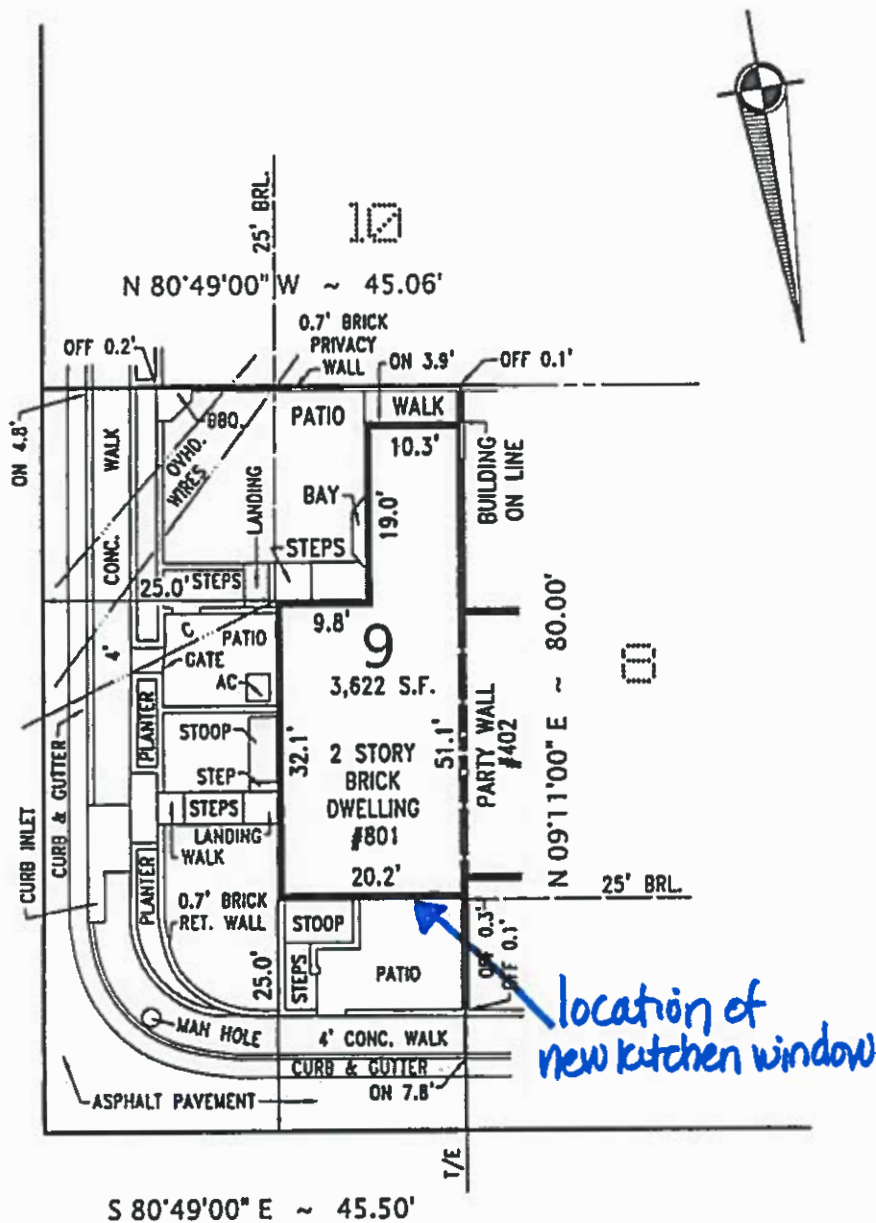 25' BRL.
10
N 80°49'00" W ~ 45.06'
0.7' BRICK
PRIVACY
WALL
OFF 0.2'
ON 3.9'
OFF 0.1'
ON 4.8'
WALK
BBQ.
PATIO
WALK
10.3'
OVHD.
WIRES
LANDING
BAY
19.0'
BUILDING
ON LINE
CONC.
STEPS
25.0'
STEPS
9.8'
4'
C
PATIO
GATE
AC
9
3,622 S.F.
8
N 09°11'00" E ~ 80.00'
PLANTER
STOOP
32.1'
2 STORY
BRICK
DWELLING
#801
51.1'
PARTY WALL
#402
STEP
STEPS
LANDING
WALK
CURB INLET
CURB & GUTTER
20.2'
25' BRL.
PLANTER
0.7' BRICK
RET. WALL
STOOP
OFF 0.3'
OFF 0.1'
25.0'
STEPS
PATIO
location of
new kitchen window
MAN HOLE
4' CONC. WALK
CURB & GUTTER
ASPHALT PAVEMENT
ON 7.8'
T/E
S 80°49'00" E ~ 45.50'